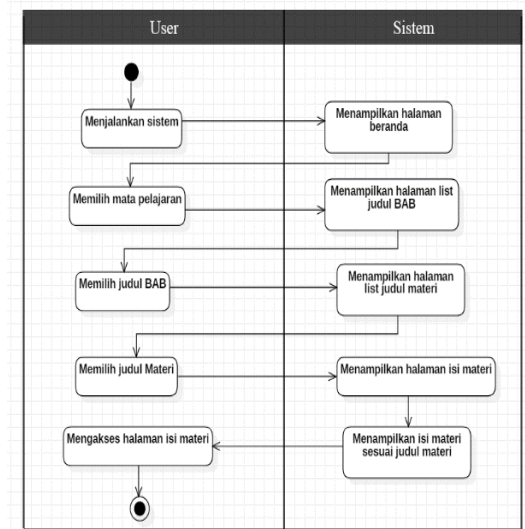 User
Sistem
Menjalankan sistem
Menampilkan halaman
beranda
Memilih mata pelajaran
Menampilkan halaman list
judul BAB
Memilih judul BAB
Menampilkan halaman
list judul materi
Memilih judul Materi
Menampilkan halaman isi materi
Menampilkan isi materi
sesuai judul materi
Mengakses halaman isi materi